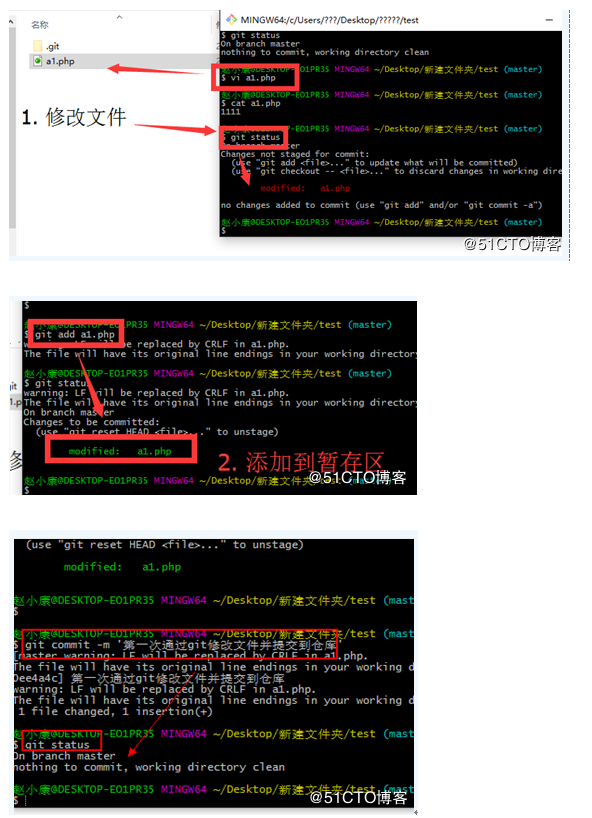 名称
.git
a1.php
1. 修改文件
MINGW64:/c/Users/???/Desktop/?????/test
$ git status
On branch master
nothing to commit, working directory clean
赵小康@DESKTOP-EO1PR35 MINGW64 ~/Desktop/新建文件夹/test (master)
$ vi a1.php
赵小康@DESKTOP-EO1PR35 MINGW64 ~/Desktop/新建文件夹/test (master)
$ cat a1.php
1111
赵小康@DESKTOP-EO1PR35 MINGW64 ~/Desktop/新建文件夹/test (master)
$ git status
On branch master
Changes not staged for commit:
(use "git add <file>..." to update what will be committed)
(use "git checkout -- <file>..." to discard changes in working dire
modified: a1.php
no changes added to commit (use "git add" and/or "git commit -a")
赵小康@DESKTOP-EO1PR35 MINGW64 ~/Desktop/新建文件夹/test (master)
$
@51CTO博客
$
赵小康@DESKTOP-EO1PR35 MINGW64 ~/Desktop/新建文件夹/test (master)
$ git add a1.php
warning: LF will be replaced by CRLF in a1.php.
The file will have its original line endings in your working directory
赵小康@DESKTOP-EO1PR35 MINGW64 ~/Desktop/新建文件夹/test (master)
$ git status
warning: LF will be replaced by CRLF in a1.php.
The file will have its original line endings in your working directory
On branch master
Changes to be committed:
(use "git reset HEAD <file>..." to unstage)
modified: a1.php
2. 添加到暂存区
赵小康@DESKTOP-EO1PR35 MINGW64 ~/Desktop/新建文件夹/test (mast
$
@51CTO博客
(use "git reset HEAD <file>..." to unstage)
modified: a1.php
赵小康@DESKTOP-EO1PR35 MINGW64 ~/Desktop/新建文件夹/test (mast
$
赵小康@DESKTOP-EO1PR35 MINGW64 ~/Desktop/新建文件夹/test (mast
$ git commit -m '第一次通过git修改文件并提交到仓库'
[master warning: LF will be replaced by CRLF in a1.php.
The file will have its original line endings in your working d
0ee4a4c] 第一次通过git修改文件并提交到仓库
warning: LF will be replaced by CRLF in a1.php.
The file will have its original line endings in your working d
1 file changed, 1 insertion(+)
赵小康@DESKTOP-EO1PR35 MINGW64 ~/Desktop/新建文件夹/test (mast
$ git status
On branch master
nothing to commit, working directory clean
赵小康@DESKTOP-EO1PR35 MINGW64 ~/Desktop/新建文件夹/test (mast
$
@51CTO博客